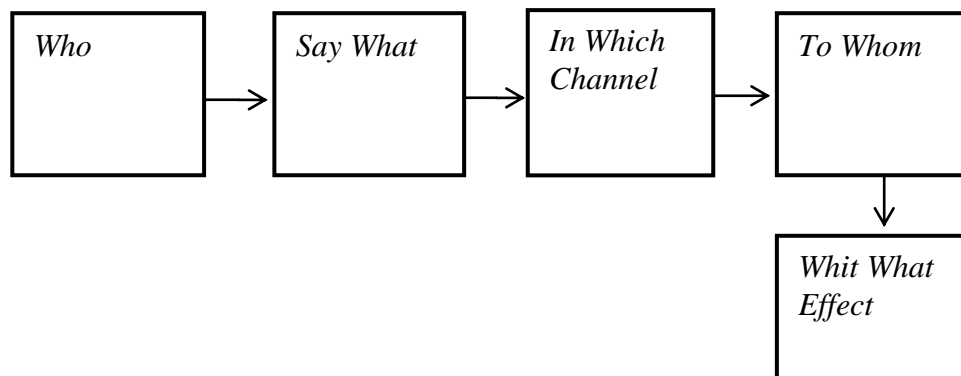 Who
Say What
In Which
Channel
To Whom
Whit What
Effect